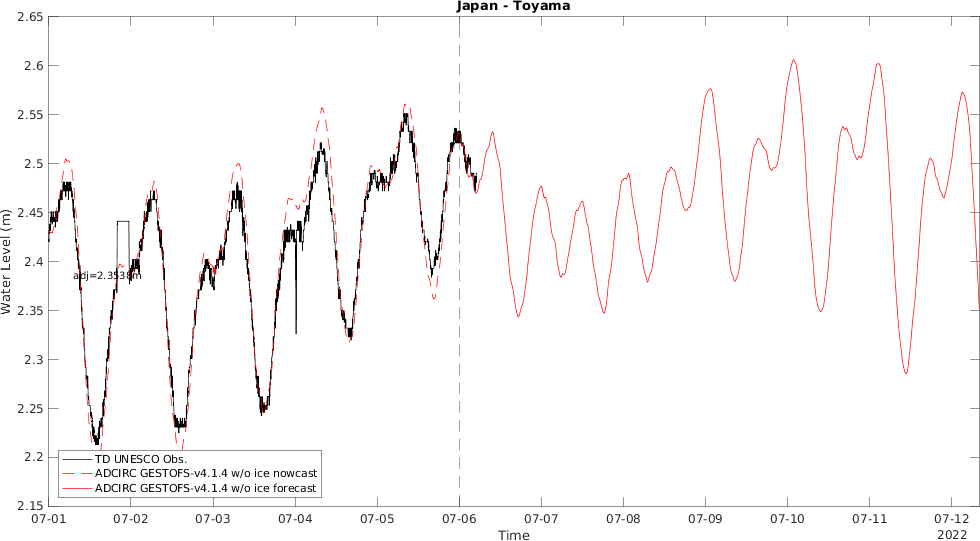 Japan - Toyama
2.65
2.6
2.55
2.5
2.45
2.4
2.35
2.3
2.25
2.2
2.15
Water Level (m)
adj=2.3538m
TD UNESCO Obs.
ADCIRC GESTOFS-v4.1.4 w/o ice nowcast
ADCIRC GESTOFS-v4.1.4 w/o ice forecast
07-01 07-02 07-03 07-04 07-05 07-06 07-07 07-08 07-09 07-10 07-11 07-12
Time
2022